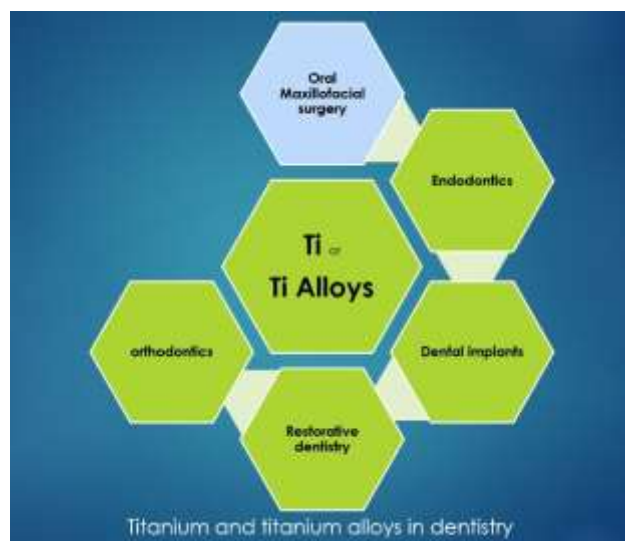 Oral
Maxillofacial
surgery
Endodontics
Ti or
Ti Alloys
orthodontics
Dental implants
Restorative
dentistry
Titanium and titanium alloys in dentistry